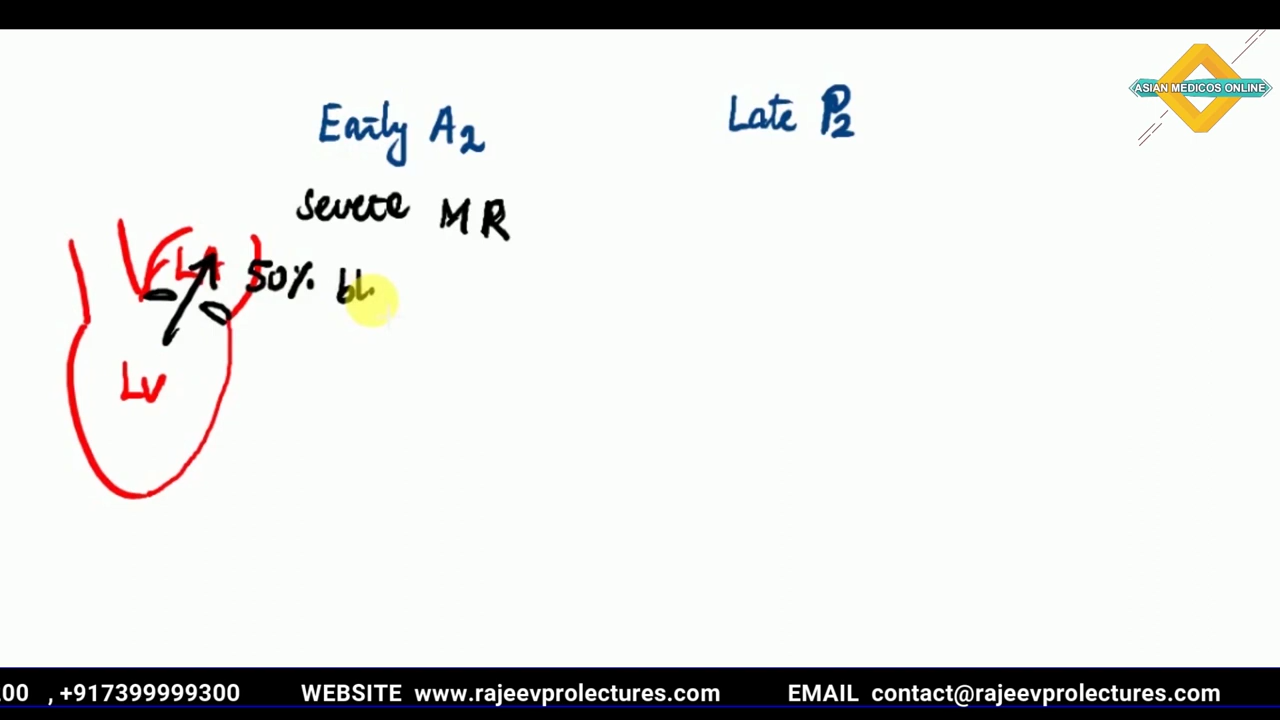 ASIAN MEDICOS ONLINE
Early A2
Late P2
Severe MR
LA
50% bl
LV
00 , +917399999300 WEBSITE www.rajeevprolectures.com EMAIL contact@rajeevprolectures.com